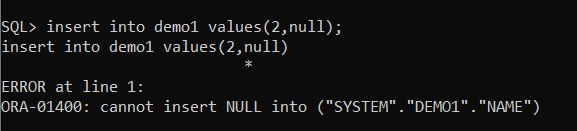 SQL> insert into demo1 values(2,null);
insert into demo1 values(2,null)
*
ERROR at line 1:
ORA-01400: cannot insert NULL into ("SYSTEM"."DEMO1"."NAME")